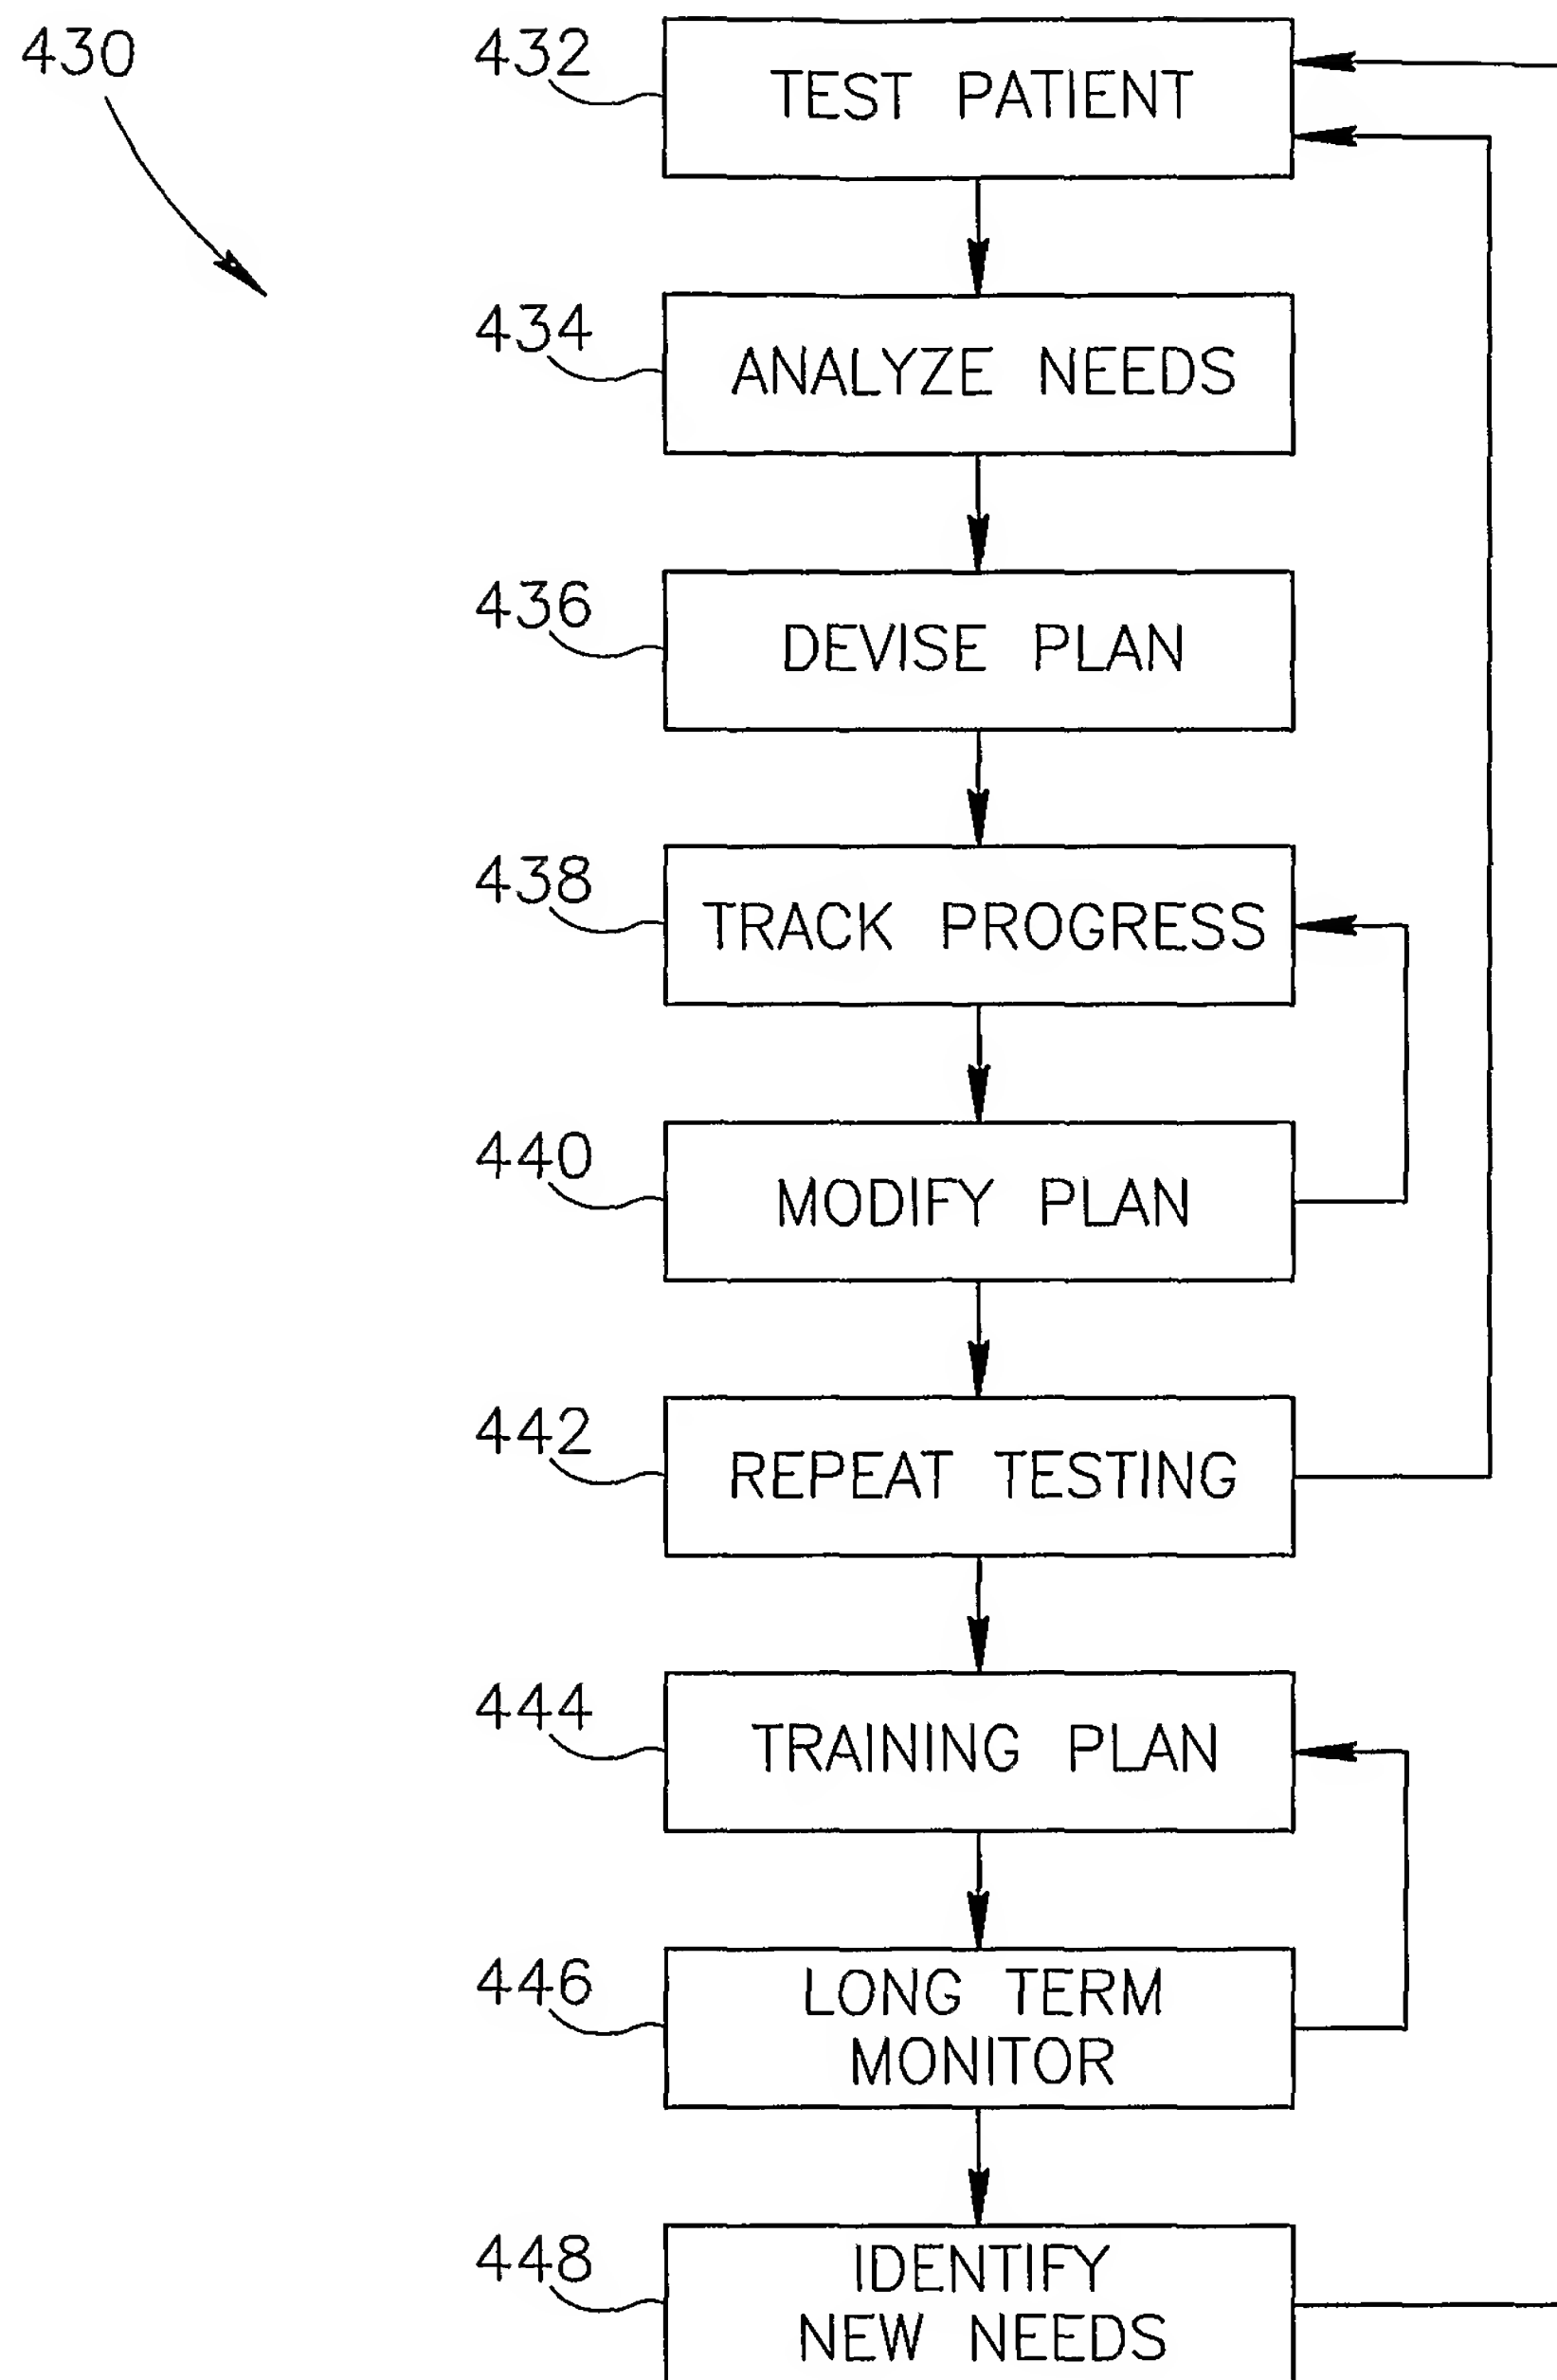 430
432
TEST PATIENT
434
ANALYZE NEEDS
436
DEVISE PLAN
438
TRACK PROGRESS
440
MODIFY PLAN
442
REPEAT TESTING
444
TRAINING PLAN
446
LONG TERM
MONITOR
448
IDENTIFY
NEW NEEDS